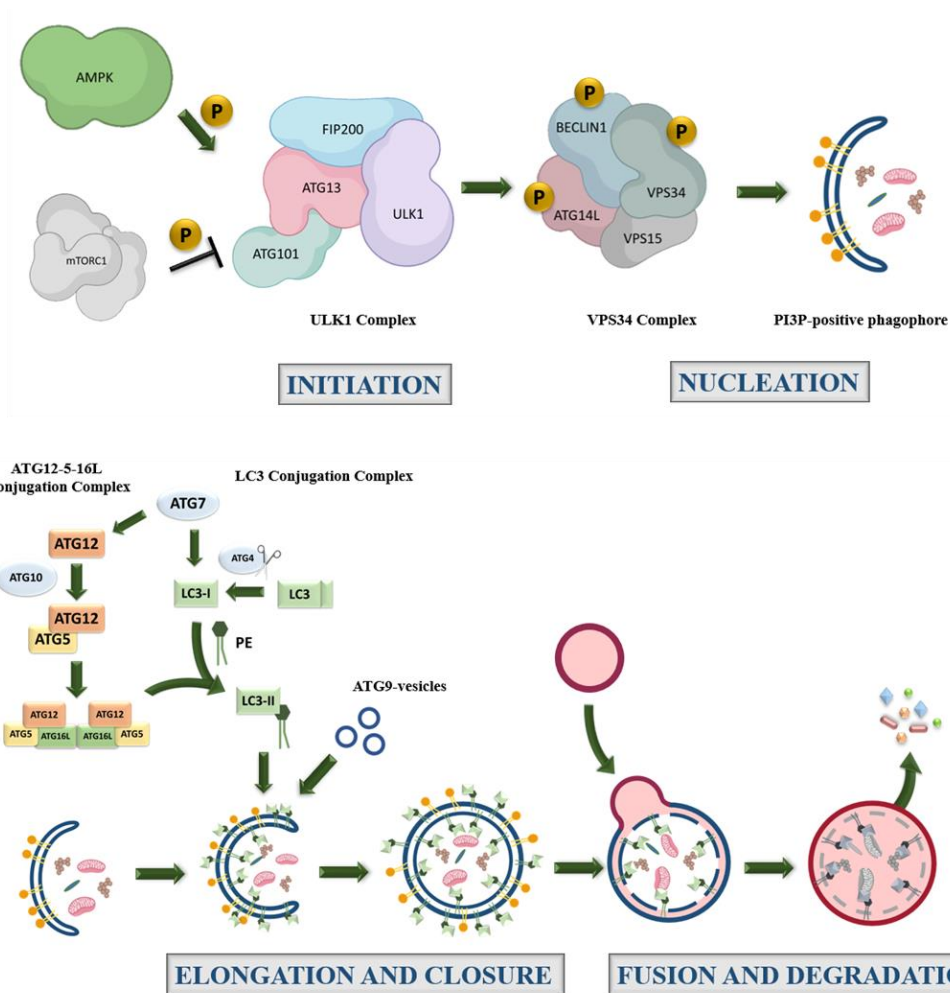 AMPK
P
FIP200
ATG13
ULK1
ATG101
mTORC1
P
P
BECLIN1
P
VPS34
P
ATG14L
VPS15
ULK1 Complex
VPS34 Complex
PI3P-positive phagophore
INITIATION
NUCLEATION
ATG12-5-16L
onjugation Complex
LC3 Conjugation Complex
ATG7
ATG12
ATG10
ATG4
LC3-I
LC3
ATG12
ATG5
PE
LC3-II
ATG9-vesicles
ATG12
ATG12
ATG5
ATG16L
ATG16L
ATG5
ELONGATION AND CLOSURE
FUSION AND DEGRADATIO